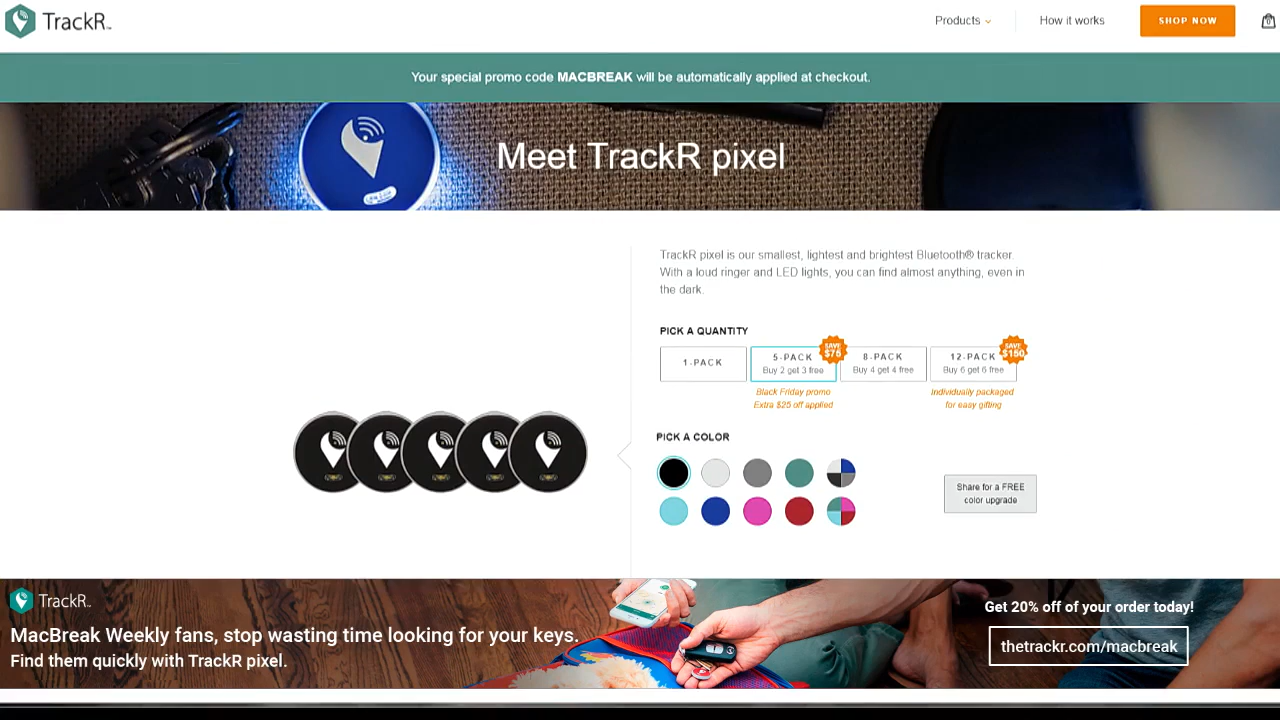 TrackR
Products
How it works
SHOP NOW
0
Your special promo code MACBREAK will be automatically applied at checkout.
Meet TrackR pixel
TrackR pixel is our smallest, lightest and brightest Bluetooth® tracker.
With a loud ringer and LED lights, you can find almost anything, even in
the dark.
PICK A QUANTITY
1-PACK
5-PACK
Buy 2 get 3 free
SAVE
$75
8-PACK
Buy 4 get 4 free
12-PACK
Buy 6 get 6 free
SAVE
$150
Black Friday promo
Extra $25 off applied
Individually packaged
for easy gifting
PICK A COLOR
Share for a FREE
color upgrade
TrackR
MacBreak Weekly fans, stop wasting time looking for your keys.
Find them quickly with TrackR pixel.
Get 20% off of your order today!
thetrackr.com/macbreak